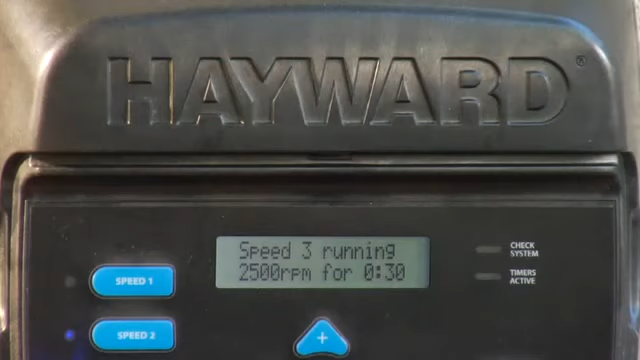 HAYWARD®
Speed 3 running
2500rpm for 0:30
CHECK
SYSTEM
TIMERS
ACTIVE
SPEED 1
SPEED 2
+